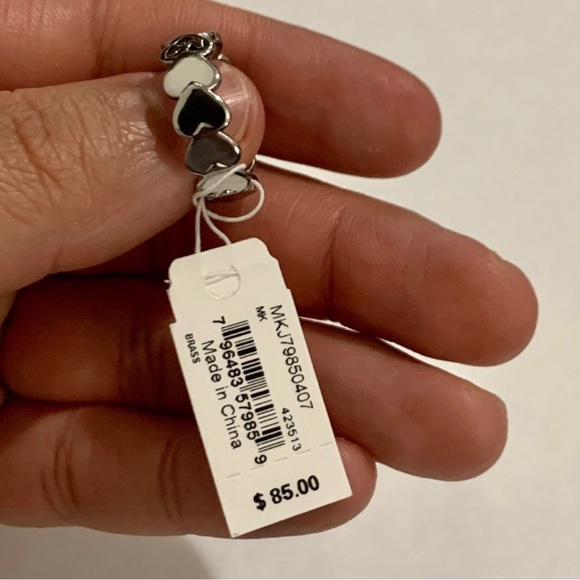 MKJ79850407
MK
423513
7 96483 57985 9
Made in China
BRASS
$ 85.00